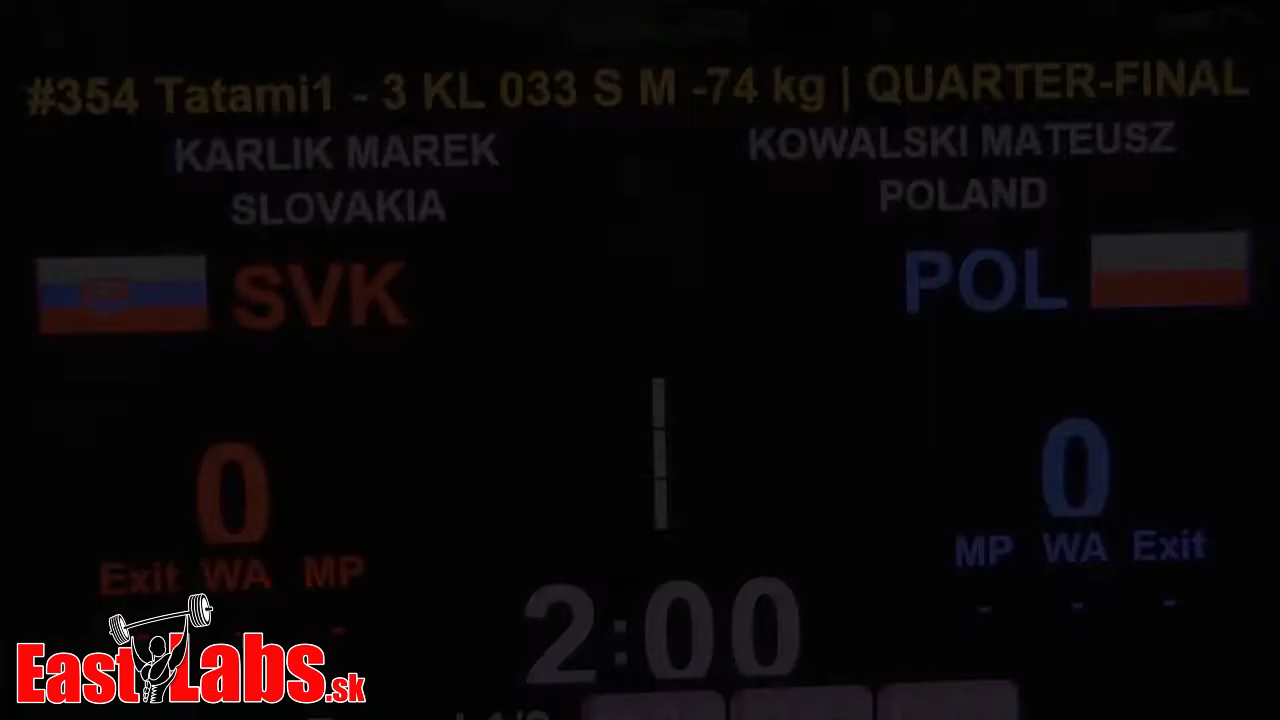 #354 Tatami1 - 3 KL 033 S M -74 kg | QUARTER-FINAL
KARLIK MAREK
SLOVAKIA
SVK
KOWALSKI MATEUSZ
POLAND
POL
0
Exit WA MP
- -
0
MP WA Exit
- - -
2:00
EastLabs.sk